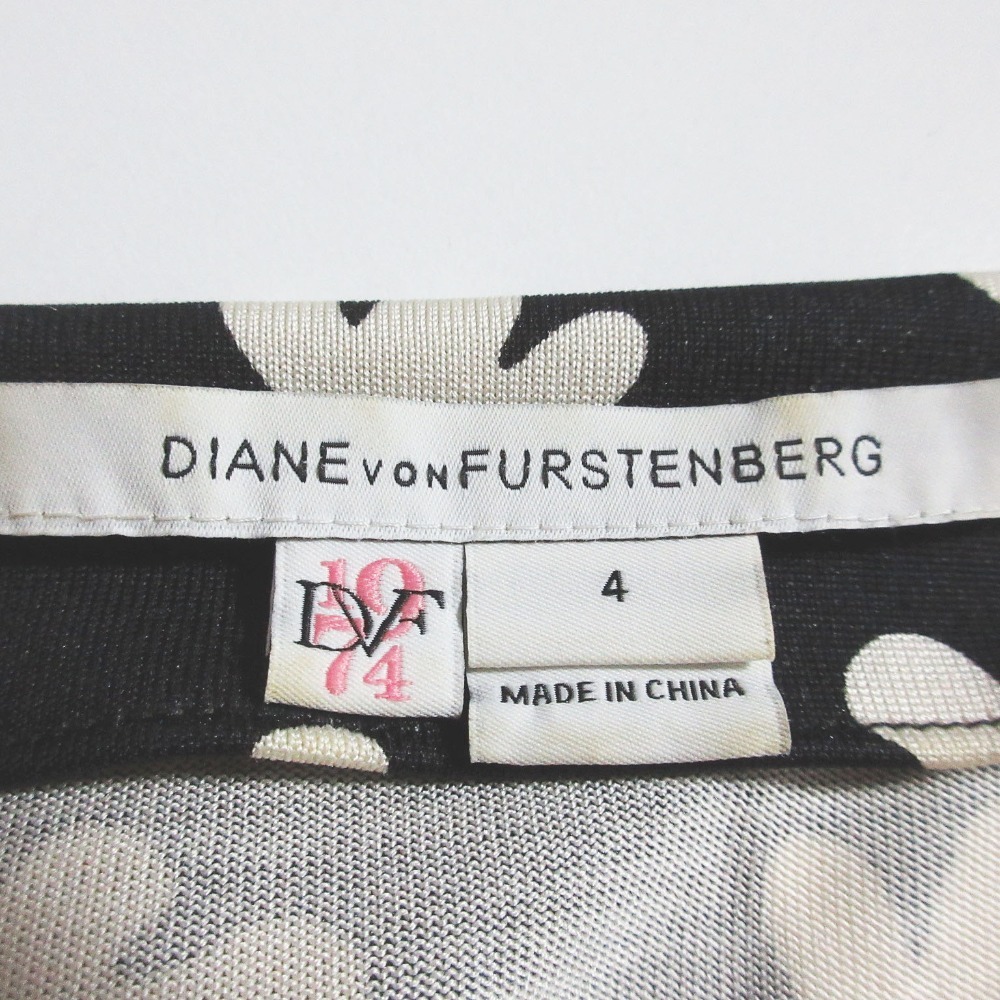 DIANE VON FURSTENBERG
19
DVF
74
4
MADE IN CHINA